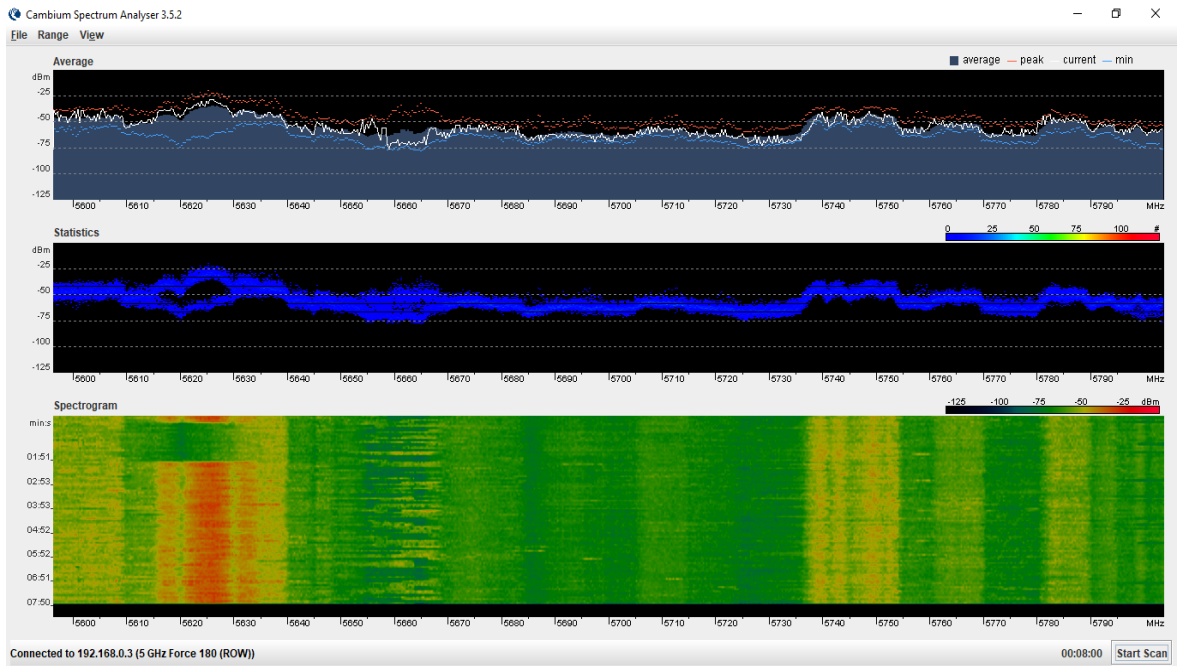 Cambium Spectrum Analyser 3.5.2
File Range View
Average
average peak current min
dBm
-25
-50
-75
-100
-125
5600 5610 5620 5630 5640 5650 5660 5670 5680 5690 5700 5710 5720 5730 5740 5750 5760 5770 5780 5790 MHz
Statistics
0 25 50 75 100 #
dBm
-25
-50
-75
-100
-125
5600 5610 5620 5630 5640 5650 5660 5670 5680 5690 5700 5710 5720 5730 5740 5750 5760 5770 5780 5790 MHz
Spectrogram
-125 -100 -75 -50 -25 dBm
min:s
01:51
02:53
03:53
04:52
05:52
06:51
07:50
5600 5610 5620 5630 5640 5650 5660 5670 5680 5690 5700 5710 5720 5730 5740 5750 5760 5770 5780 5790 MHz
Connected to 192.168.0.3 (5 GHz Force 180 (ROW)) 00:08:00 Start Scan